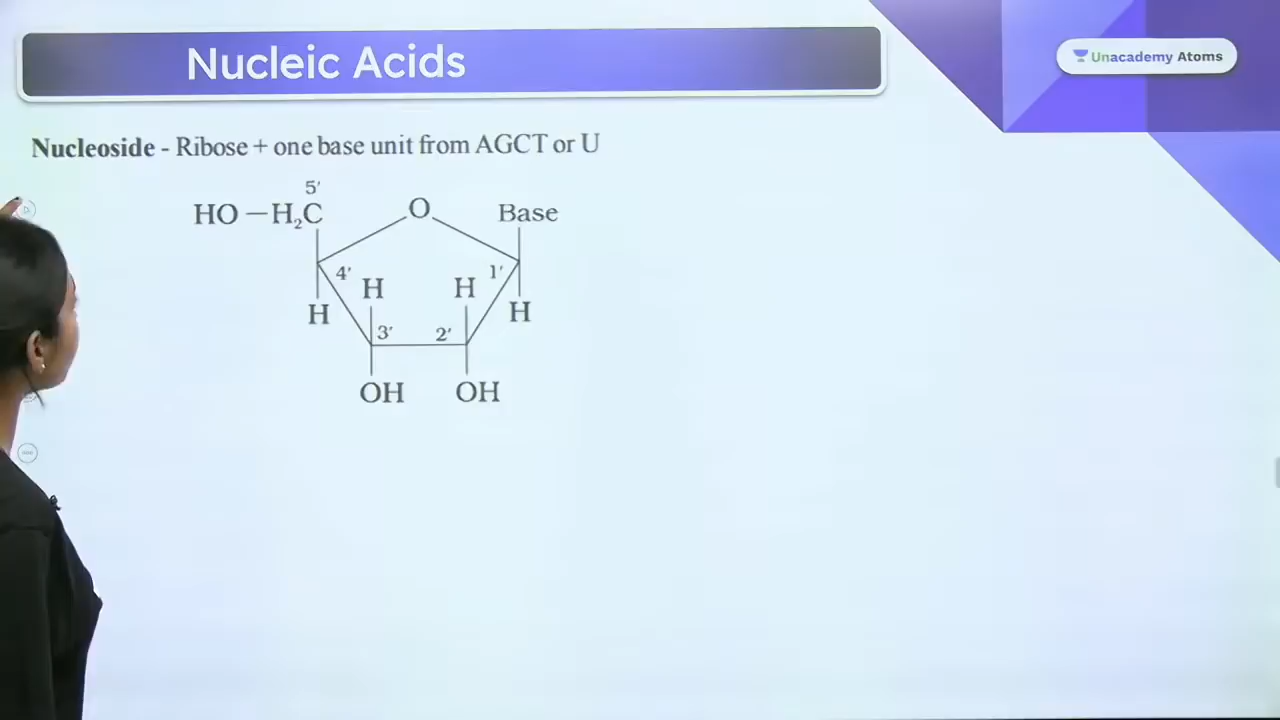 Nucleic Acids
Unacademy Atoms
Nucleoside - Ribose + one base unit from AGCT or U
5′
HO — H₂C O Base
4′ H H 1′
H 3′ 2′ H
OH OH